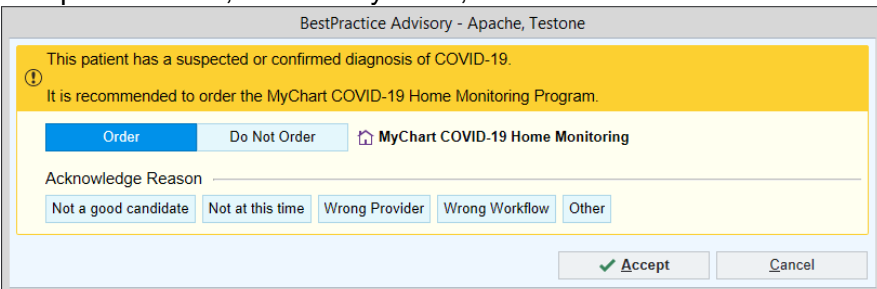 BestPractice Advisory - Apache, Testone
This patient has a suspected or confirmed diagnosis of COVID-19.
It is recommended to order the MyChart COVID-19 Home Monitoring Program.
Order Do Not Order MyChart COVID-19 Home Monitoring
Acknowledge Reason
Not a good candidate Not at this time Wrong Provider Wrong Workflow Other
Accept Cancel